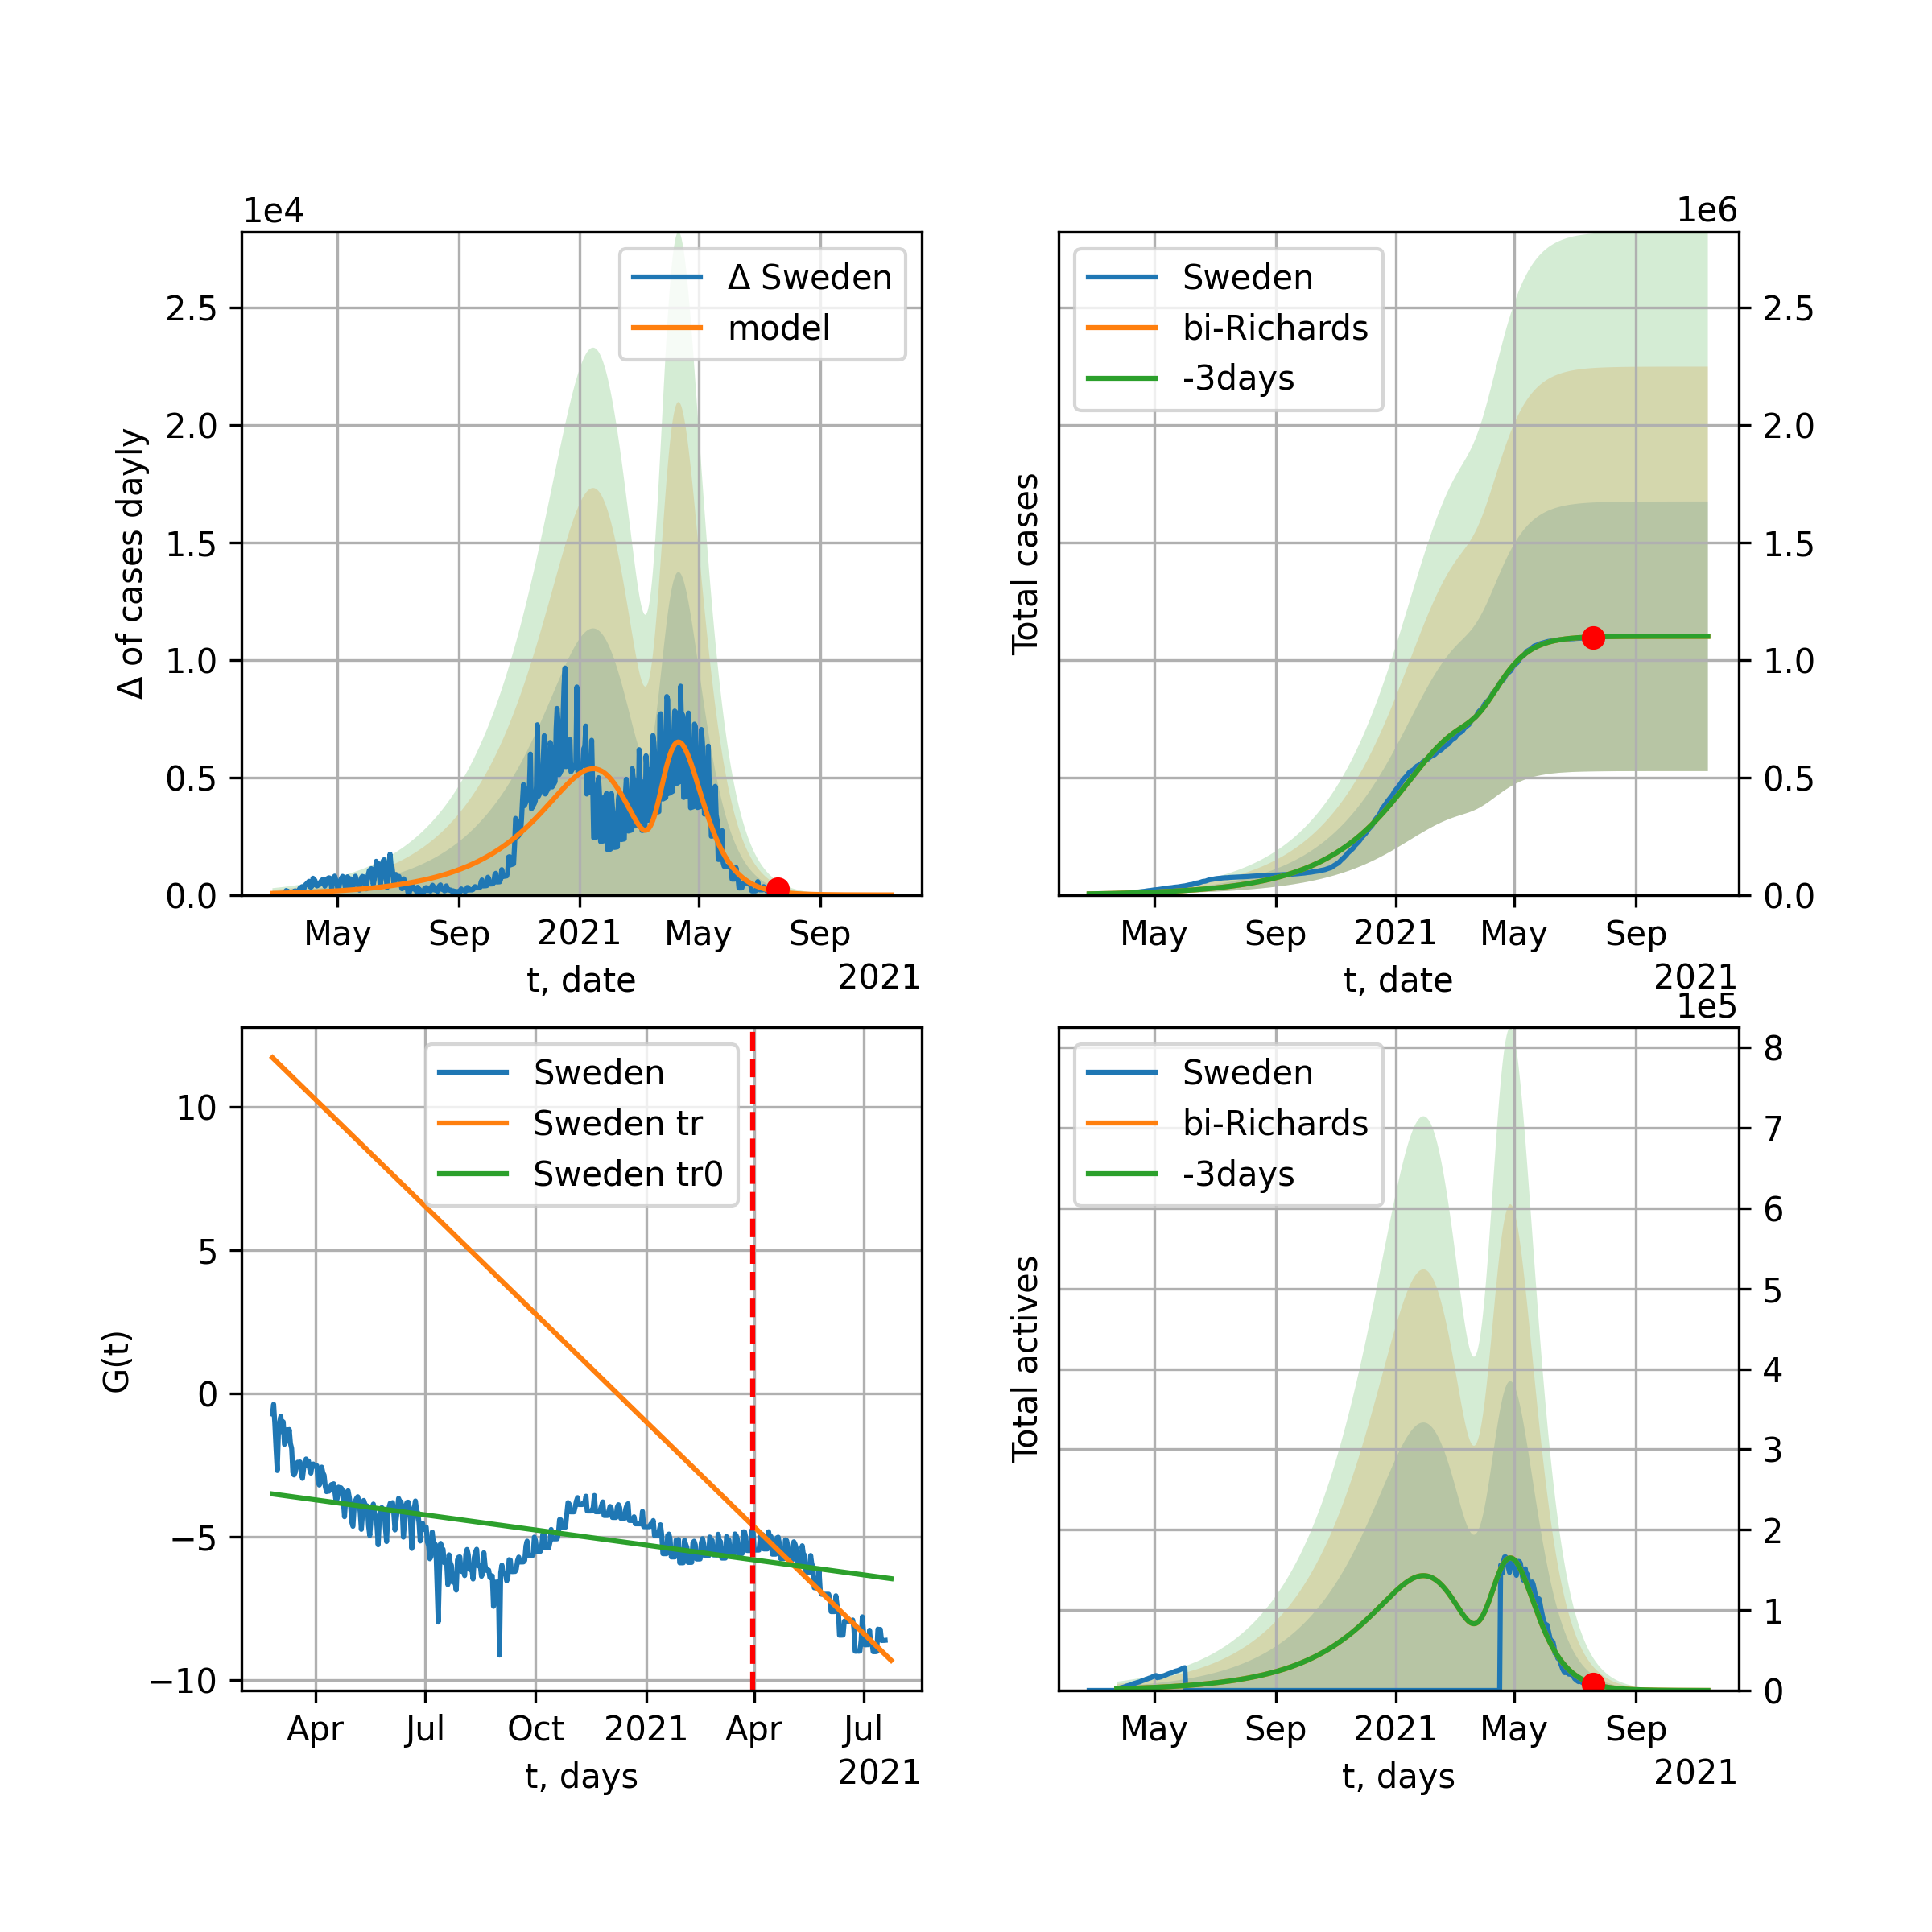 1e4
Δ of cases dayly
2.5
2.0
1.5
1.0
0.5
0.0
Δ Sweden
model
May Sep 2021 May Sep
t, date
2021
1e6
Total cases
Sweden
bi-Richards
-3days
2.5
2.0
1.5
1.0
0.5
0.0
May Sep 2021 May Sep
t, date
2021
G(t)
10
5
0
−5
−10
Sweden
Sweden tr
Sweden tr0
Apr Jul Oct 2021 Apr Jul
t, days
2021
1e5
Total actives
Sweden
bi-Richards
-3days
8
7
6
5
4
3
2
1
0
May Sep 2021 May Sep
t, days
2021